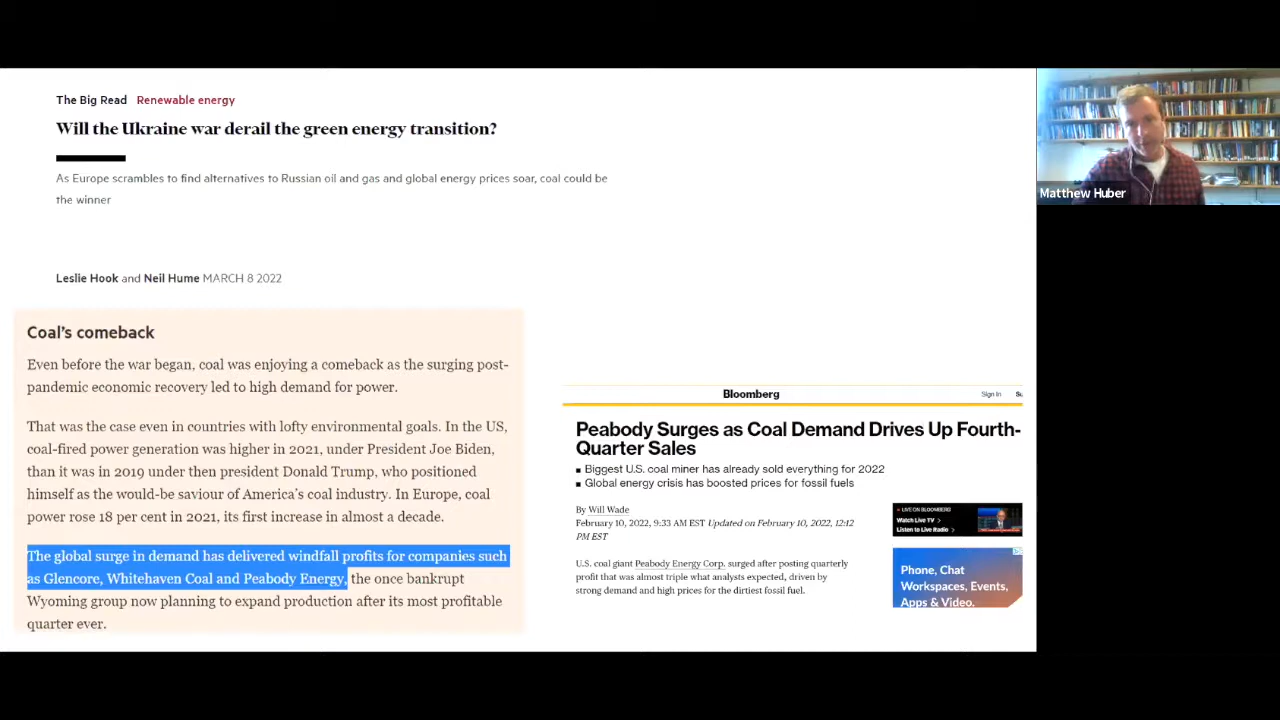 The Big Read Renewable energy
Will the Ukraine war derail the green energy transition?
As Europe scrambles to find alternatives to Russian oil and gas and global energy prices soar, coal could be
the winner
Leslie Hook and Neil Hume MARCH 8 2022
Coal's comeback
Even before the war began, coal was enjoying a comeback as the surging post-
pandemic economic recovery led to high demand for power.
That was the case even in countries with lofty environmental goals. In the US,
coal-fired power generation was higher in 2021, under President Joe Biden,
than it was in 2019 under then president Donald Trump, who positioned
himself as the would-be saviour of America's coal industry. In Europe, coal
power rose 18 per cent in 2021, its first increase in almost a decade.
The global surge in demand has delivered windfall profits for companies such
as Glencore, Whitehaven Coal and Peabody Energy, the once bankrupt
Wyoming group now planning to expand production after its most profitable
quarter ever.
Bloomberg
Sign In
Peabody Surges as Coal Demand Drives Up Fourth-
Quarter Sales
Biggest U.S. coal miner has already sold everything for 2022
Global energy crisis has boosted prices for fossil fuels
By Will Wade
February 10, 2022, 9:33 AM EST Updated on February 10, 2022, 12:12
PM EST
U.S. coal giant Peabody Energy Corp. surged after posting quarterly
profit that was almost triple what analysts expected, driven by
strong demand and high prices for the dirtiest fossil fuel.
LIVE ON BLOOMBERG
Watch Live TV >
Listen to Live Radio >
Phone, Chat
Workspaces, Events,
Apps & Video.
Matthew Huber